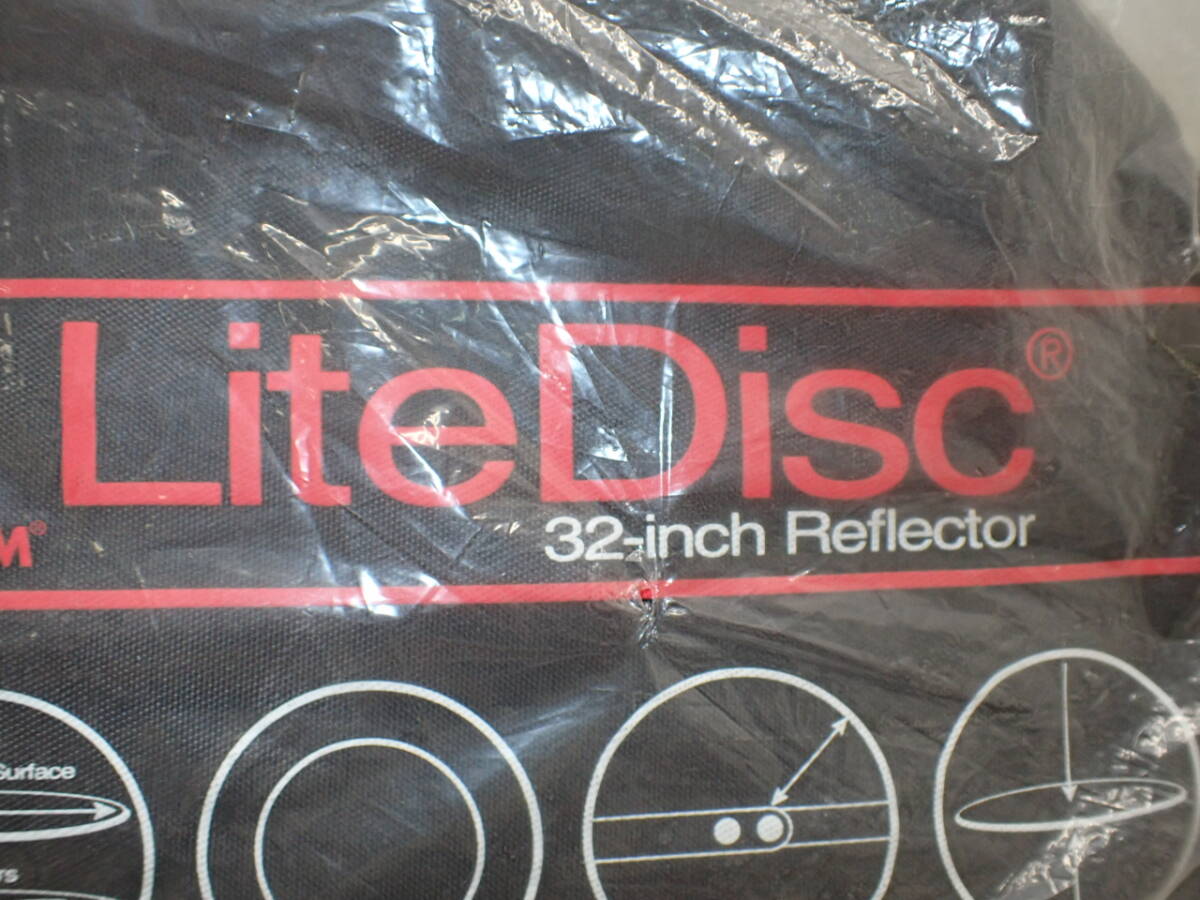 LiteDisc®
M®
32-inch Reflector
Surface